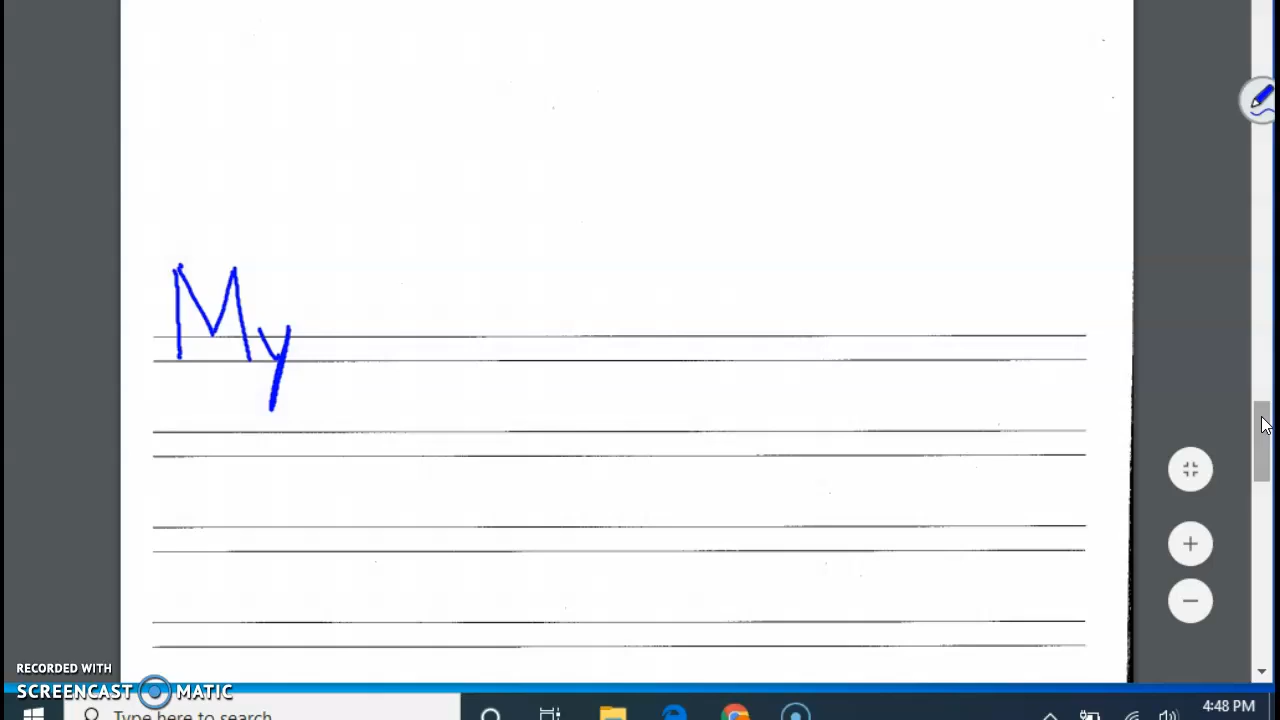 My
RECORDED WITH
SCREENCAST MATIC
Type here to search
4:48 PM